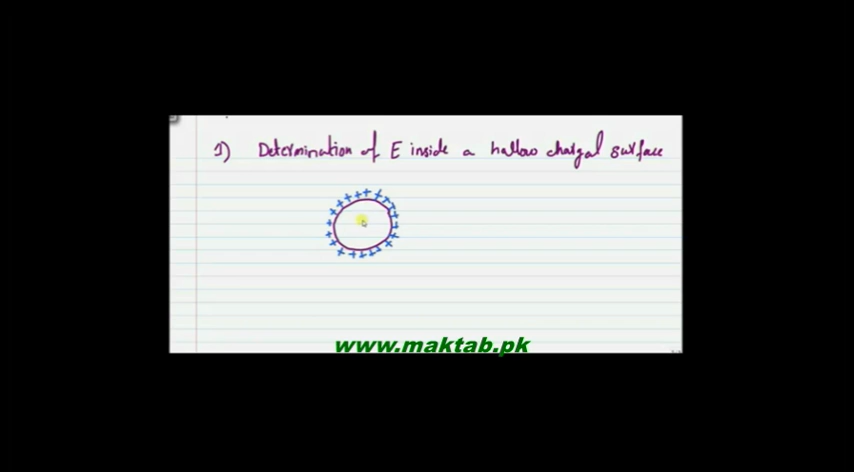 1) Determination of E inside a hallow charged surface
www.maktab.pk